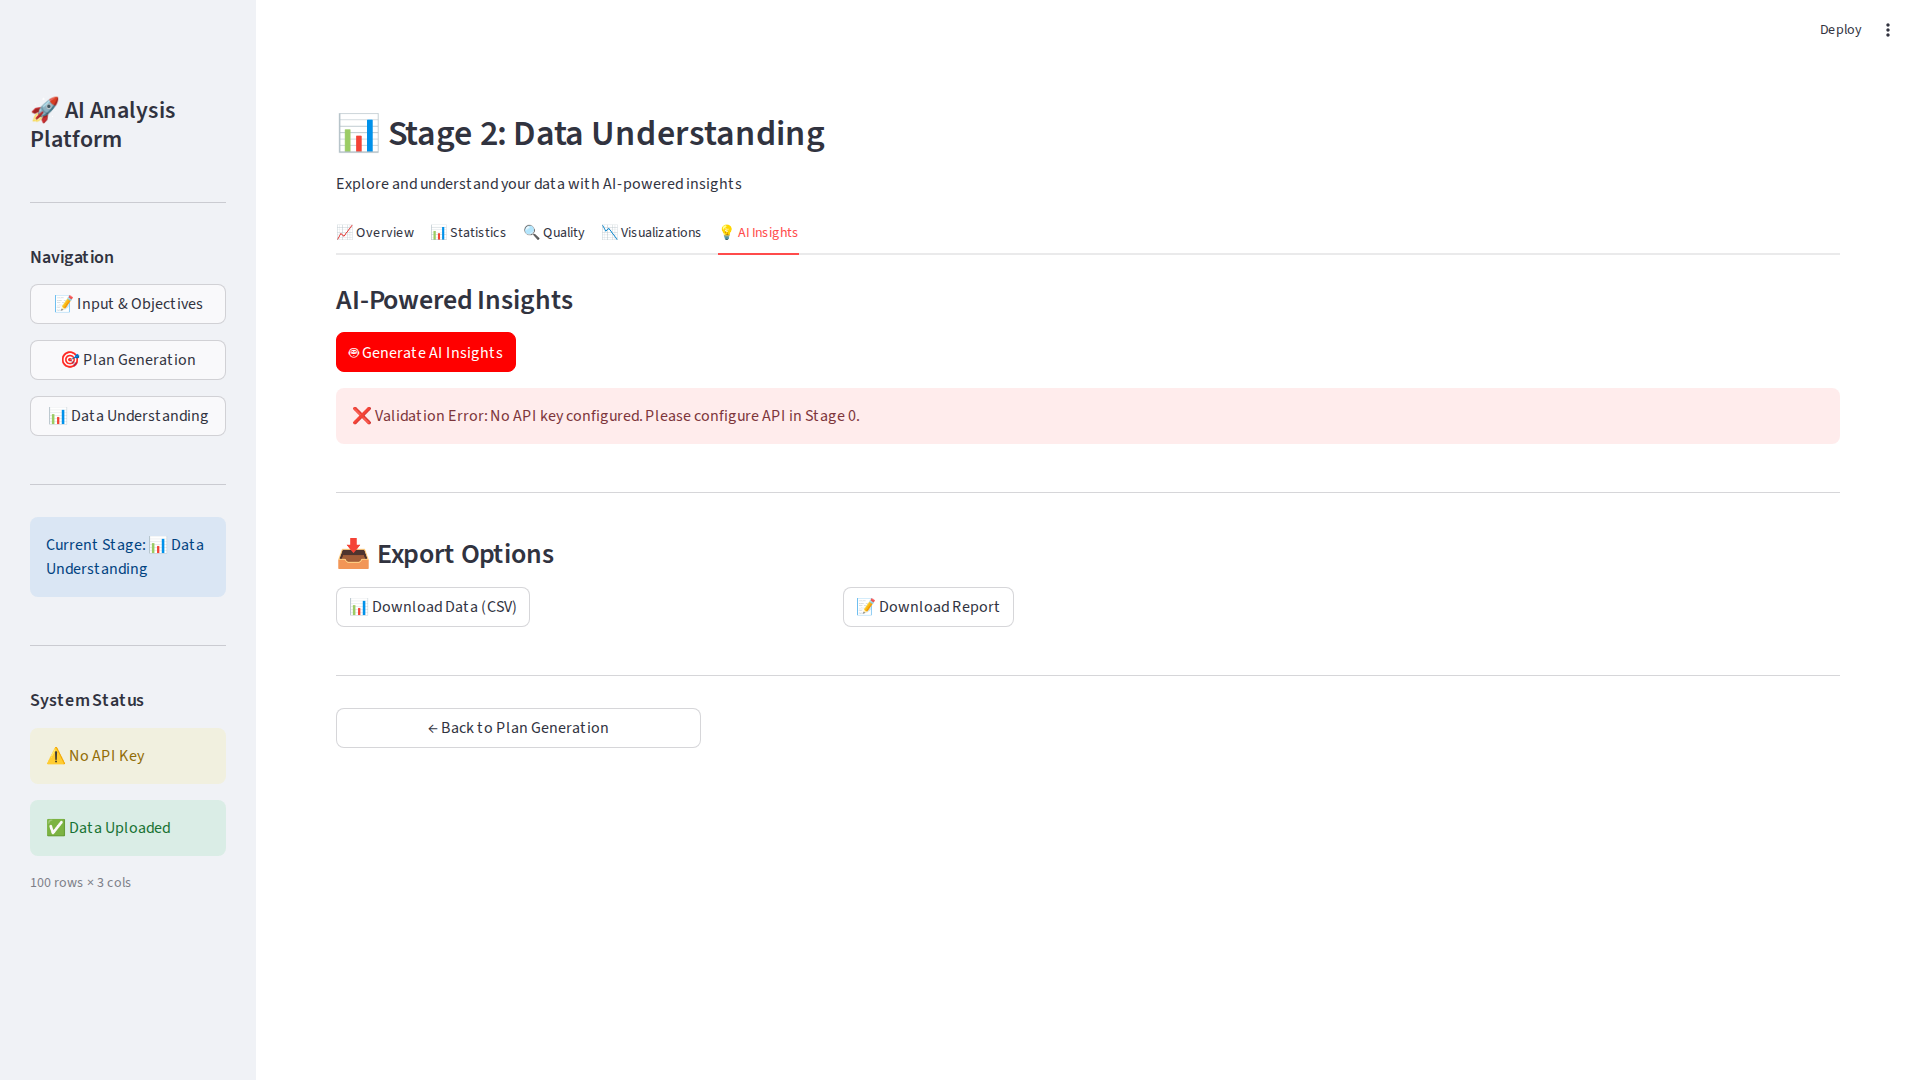 Deploy
🚀 AI Analysis
Platform
Navigation
📝 Input & Objectives
🎯 Plan Generation
📊 Data Understanding
Current Stage: 📊 Data
Understanding
System Status
⚠️ No API Key
✅ Data Uploaded
100 rows × 3 cols
📊 Stage 2: Data Understanding
Explore and understand your data with AI-powered insights
📈 Overview
📊 Statistics
🔍 Quality
📉 Visualizations
💡 AI Insights
AI-Powered Insights
Generate AI Insights
❌ Validation Error: No API key configured. Please configure API in Stage 0.
📥 Export Options
📊 Download Data (CSV)
📝 Download Report
← Back to Plan Generation